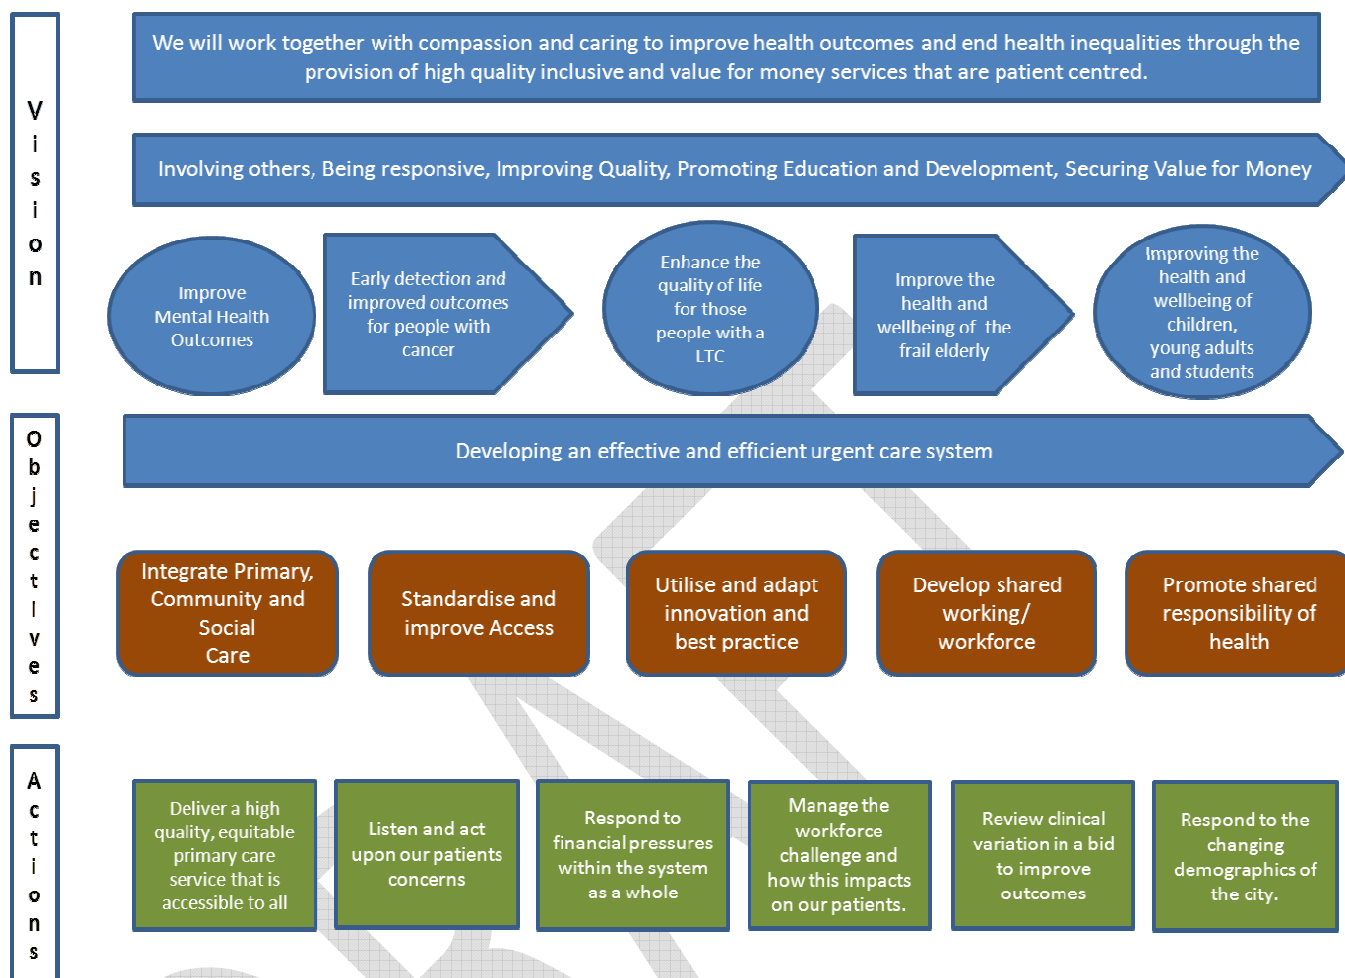 Vision
We will work together with compassion and caring to improve health outcomes and end health inequalities through the
provision of high quality inclusive and value for money services that are patient centred.
Involving others, Being responsive, Improving Quality, Promoting Education and Development, Securing Value for Money
Improve
Mental Health
Outcomes
Early detection and
improved outcomes
for people with
cancer
Enhance the
quality of life
for those
people with a
LTC
Improve the
health and
wellbeing of the
frail elderly
Improving the
health and
wellbeing of
children,
young adults
and students
Objectives
Developing an effective and efficient urgent care system
Integrate Primary,
Community and
Social
Care
Standardise and
improve Access
Utilise and adapt
innovation and
best practice
Develop shared
working/
workforce
Promote shared
responsibility of
health
Actions
Deliver a high
quality, equitable
primary care
service that is
accessible to all
Listen and act
upon our patients
concerns
Respond to
financial pressures
within the system
as a whole
Manage the
workforce
challenge and
how this impacts
on our patients.
Review clinical
variation in a bid
to improve
outcomes
Respond to the
changing
demographics of
the city.